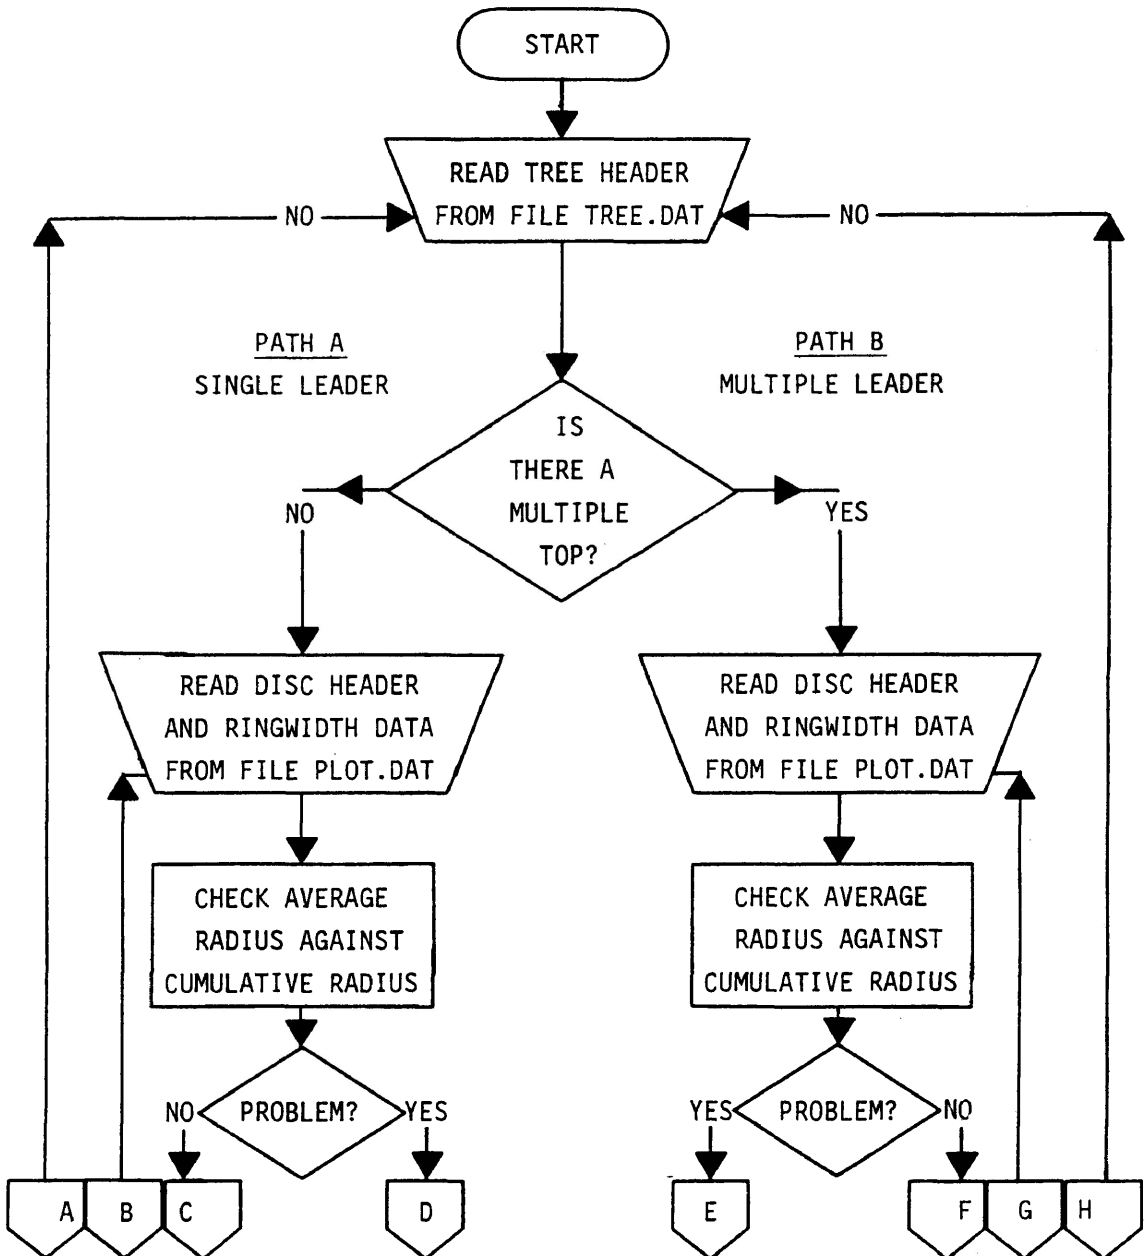 START
READ TREE HEADER
FROM FILE TREE.DAT
NO
NO
PATH A
SINGLE LEADER
PATH B
MULTIPLE LEADER
IS
THERE A
MULTIPLE
TOP?
NO
YES
READ DISC HEADER
AND RINGWIDTH DATA
FROM FILE PLOT.DAT
READ DISC HEADER
AND RINGWIDTH DATA
FROM FILE PLOT.DAT
CHECK AVERAGE
RADIUS AGAINST
CUMULATIVE RADIUS
CHECK AVERAGE
RADIUS AGAINST
CUMULATIVE RADIUS
NO
PROBLEM?
YES
YES
PROBLEM?
NO
A
B
C
D
E
F
G
H